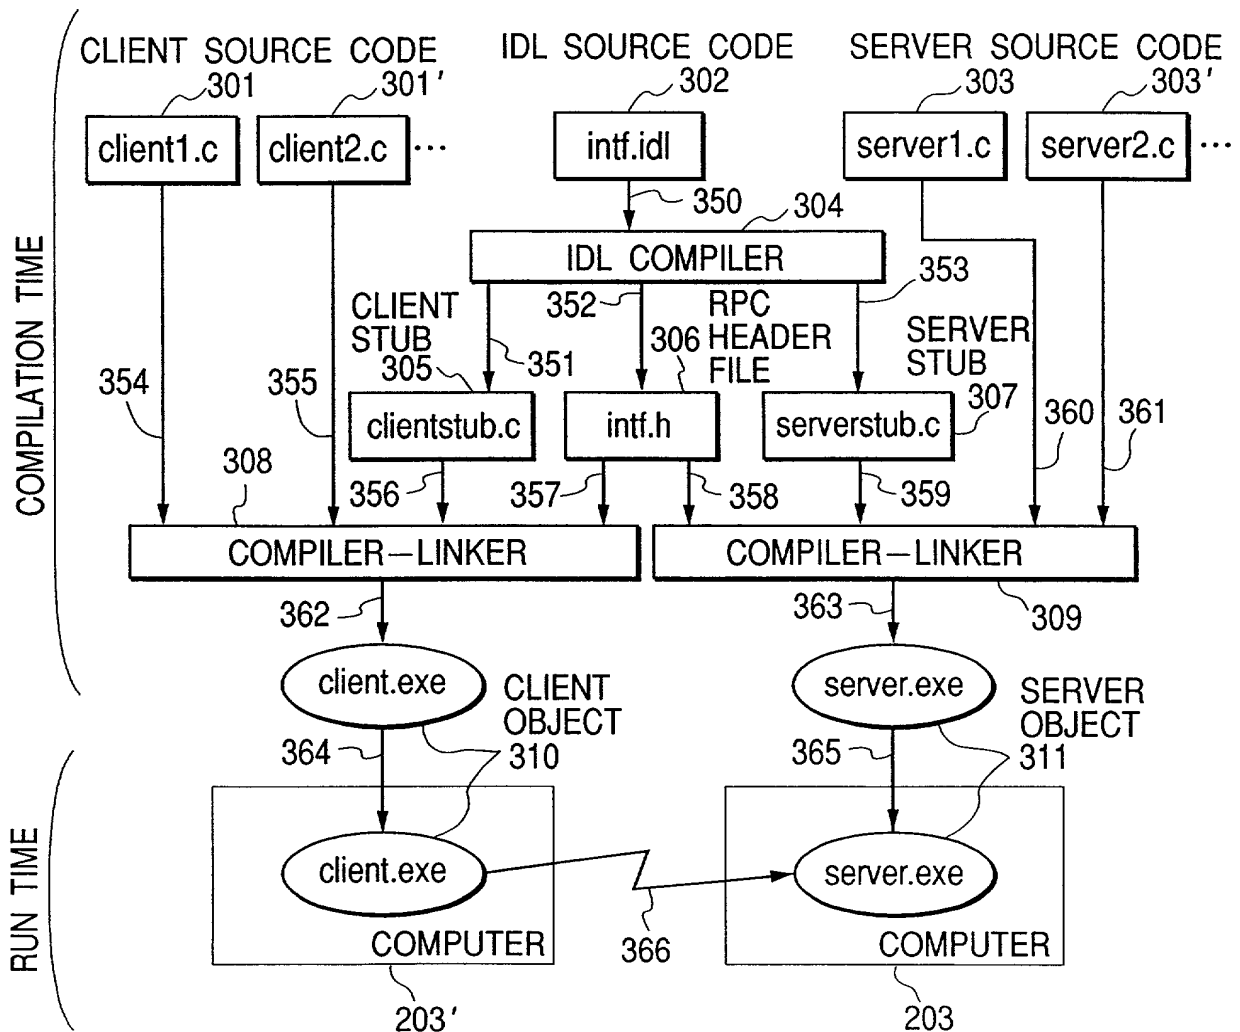 CLIENT SOURCE CODE
301
301'
IDL SOURCE CODE
302
SERVER SOURCE CODE
303
303'
client1.c
client2.c
...
intf.idl
server1.c
server2.c
...
350
304
IDL COMPILER
353
352
CLIENT
STUB
305
351
RPC
HEADER
FILE
306
SERVER
STUB
307
354
355
clientstub.c
intf.h
serverstub.c
360
361
308
356
357
358
359
COMPILER–LINKER
COMPILER–LINKER
362
363
309
client.exe
CLIENT
OBJECT
310
server.exe
SERVER
OBJECT
311
364
365
client.exe
server.exe
COMPUTER
366
COMPUTER
203'
203
COMPILATION TIME
RUN TIME